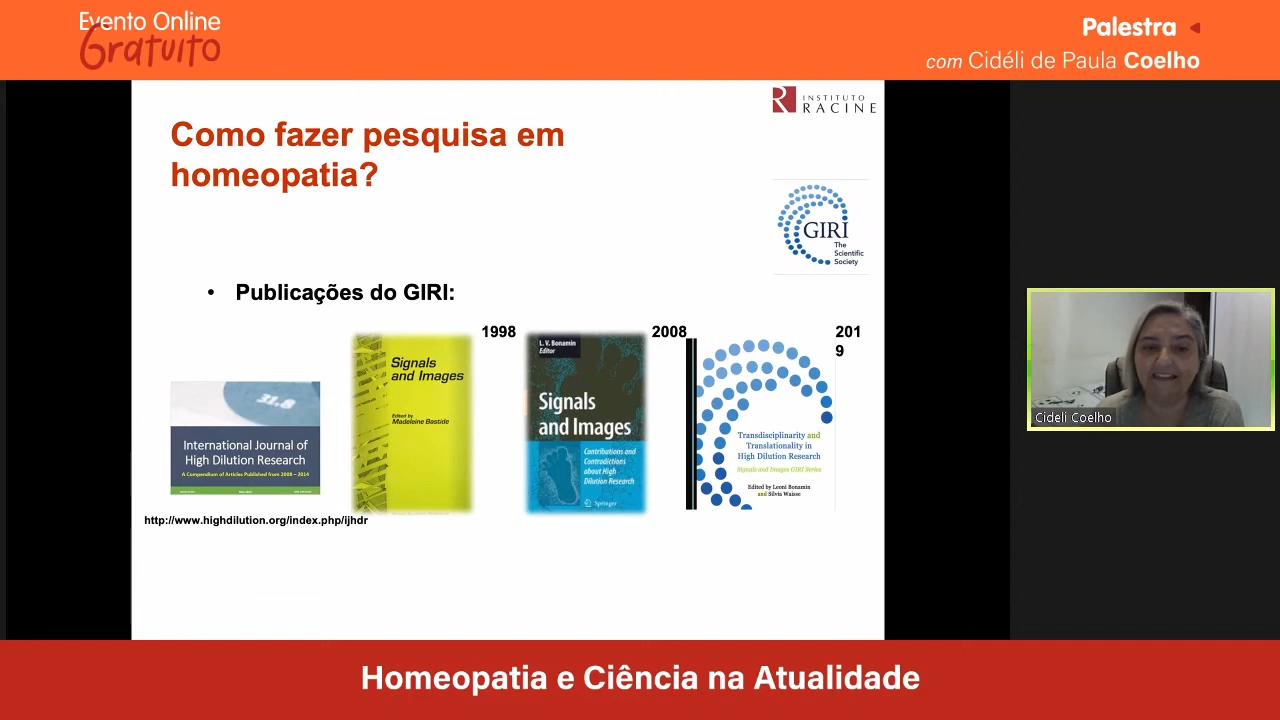 Evento Online
Gratuito
Palestra
com Cidéli de Paula Coelho
INSTITUTO
RACINE
Como fazer pesquisa em
homeopatia?
GIRI
The
Scientific
Society
• Publicações do GIRI:
1998
2008
201
9
31,8
International Journal of
High Dilution Research
A Compendium of Articles Published from 2008 – 2014
Signals
and Images
Edited by
Madeleine Bastide
L. V. Bonamin
Editor
Signals
and Images
Contributions and
Contradictions
about High
Dilution Research
Springer
Transdisciplinarity and
Translationality in
High Dilution Research
Signals and Images GIRI Series
Edited by Leoni Bonamin
and Silvia Waisse
http://www.highdilution.org/index.php/ijhdr
Cideli Coelho
Homeopatia e Ciência na Atualidade